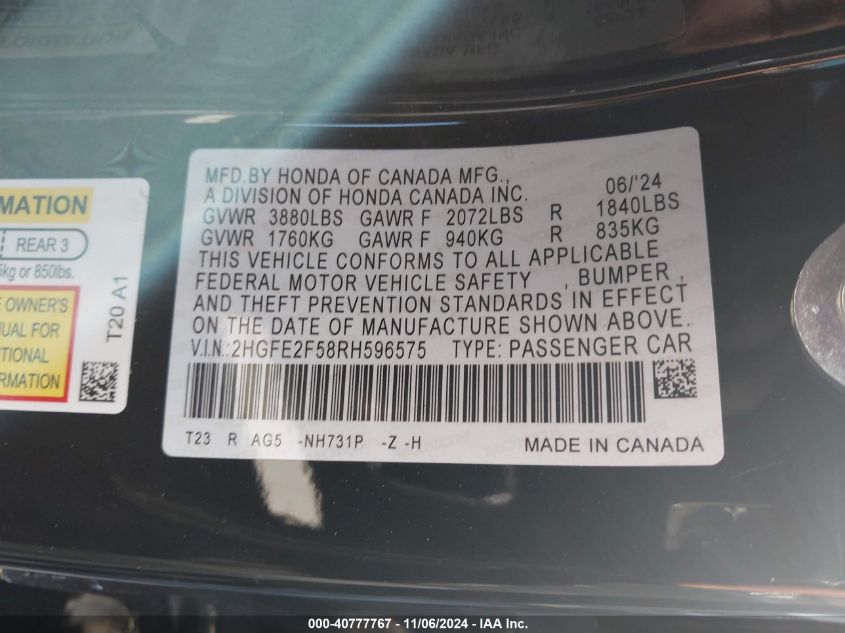 MFD.BY HONDA OF CANADA MFG., 06/'24
A DIVISION OF HONDA CANADA INC.
GVWR 3880LBS GAWR F 2072LBS R 1840LBS
GVWR 1760KG GAWR F 940KG R 835KG
THIS VEHICLE CONFORMS TO ALL APPLICABLE
FEDERAL MOTOR VEHICLE SAFETY , BUMPER ,
AND THEFT PREVENTION STANDARDS IN EFFECT
ON THE DATE OF MANUFACTURE SHOWN ABOVE.
V.I.N.:2HGFE2F58RH596575 TYPE: PASSENGER CAR
T23 R AG5 -NH731P -Z -H MADE IN CANADA
MATION
REAR 3
5kg or 850lbs.
E OWNER'S
UAL FOR
ITIONAL
RMATION
T20 A1
000-40777767 | 11/06/2024 - IAA Inc.